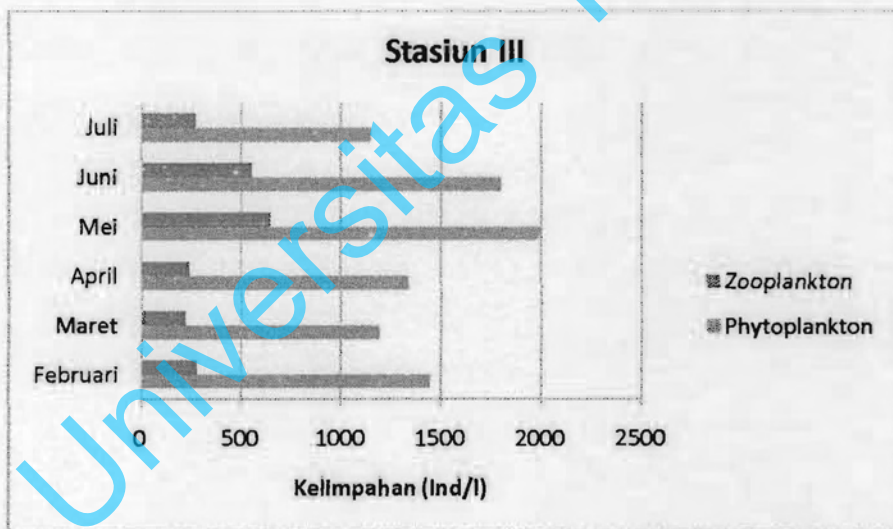 Stasiun III
Juli
Juni
Mei
April
Maret
Februari
Zooplankton
Phytoplankton
0 500 1000 1500 2000 2500
Kelimpahan (Ind/l)
Universitas